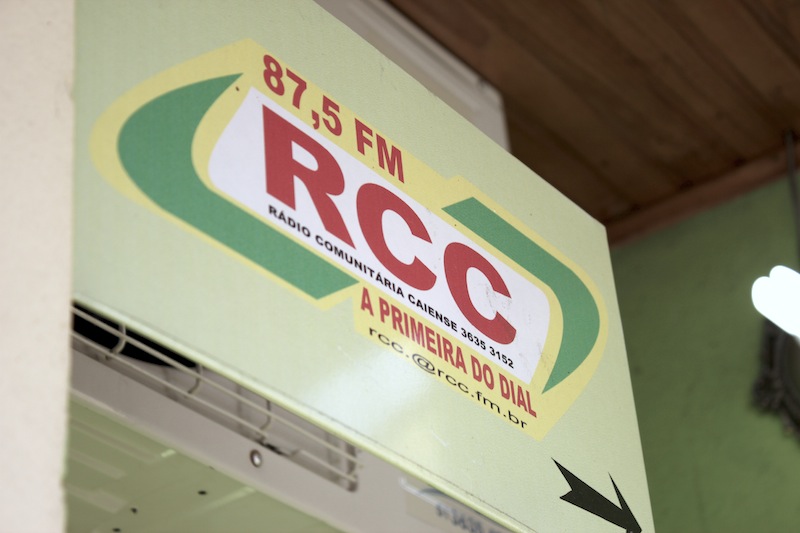 87,5 FM
RCC
RÁDIO COMUNITÁRIA CAIENSE 3635 3152
A PRIMEIRA DO DIAL
rcc.@rcc.fm.br